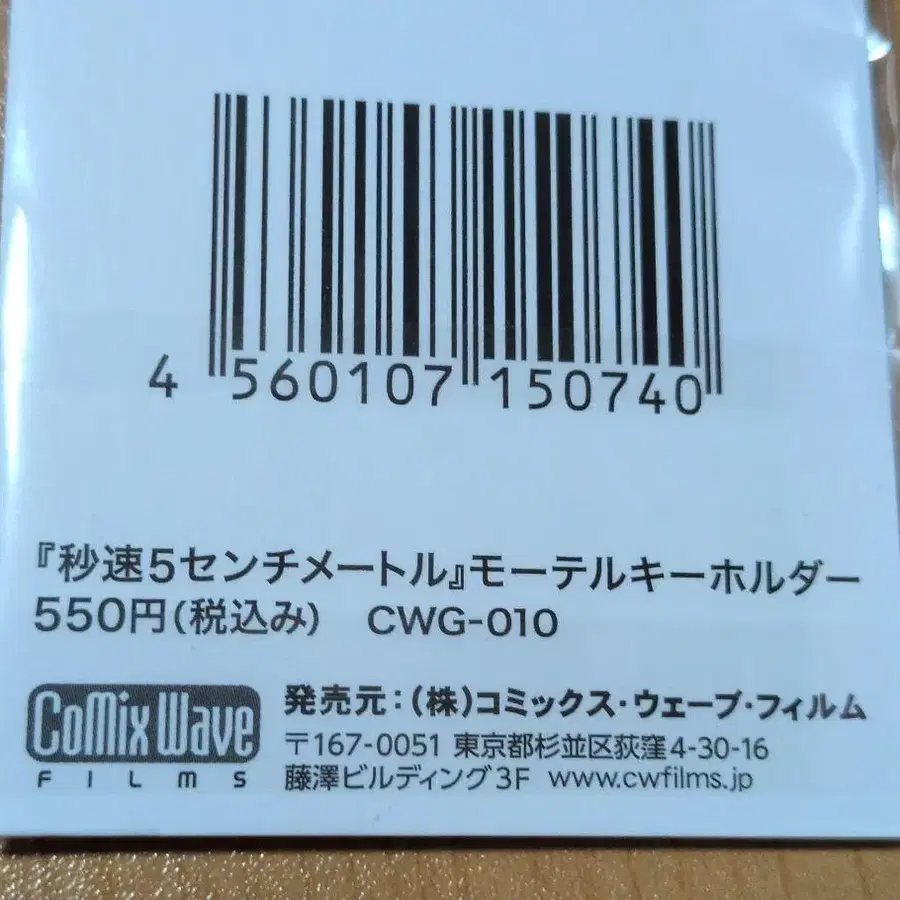 4 560107 150740
『秒速5センチメートル』モーテルキーホルダー
550円(税込み) CWG-010
CoMix Wave
FILMS
発売元:(株)コミックス・ウェーブ・フィルム
〒167-0051 東京都杉並区荻窪4-30-16
藤澤ビルディング3F www.cwfilms.jp